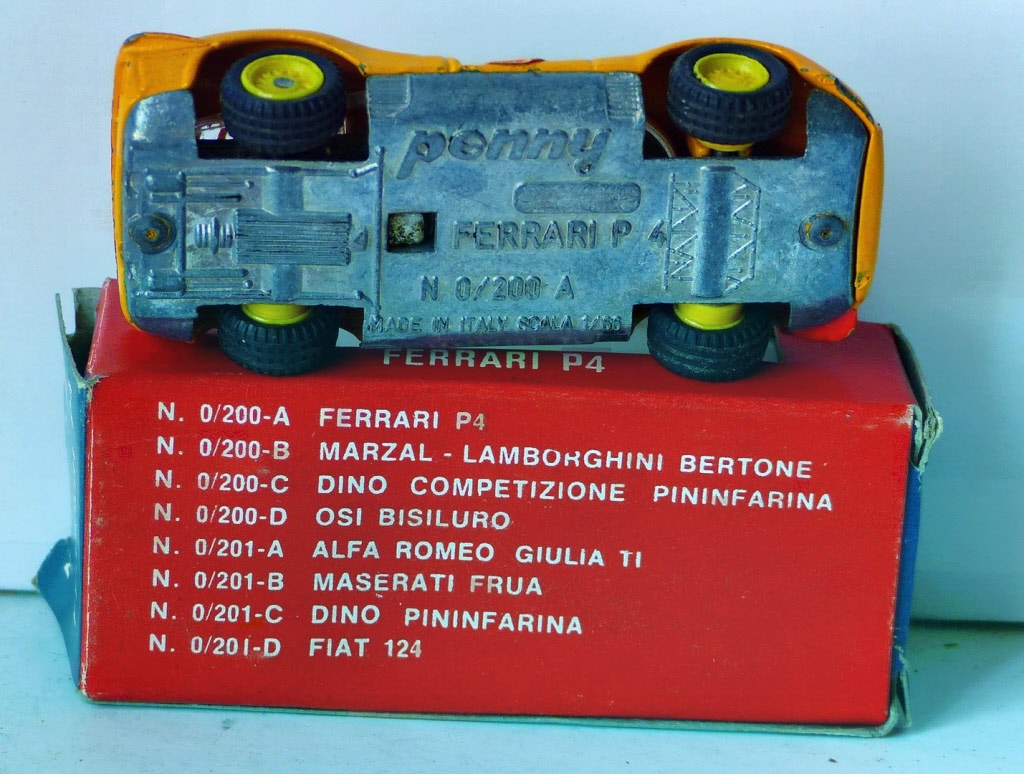 penny
FERRARI P 4
N 0/200 A
MADE IN ITALY SCALA 1/66
FERRARI P4
N. 0/200-A FERRARI P4
N. 0/200-B MARZAL - LAMBORGHINI BERTONE
N. 0/200-C DINO COMPETIZIONE PININFARINA
N. 0/200-D OSI BISILURO
N. 0/201-A ALFA ROMEO GIULIA TI
N. 0/201-B MASERATI FRUA
N. 0/201-C DINO PININFARINA
N. 0/201-D FIAT 124